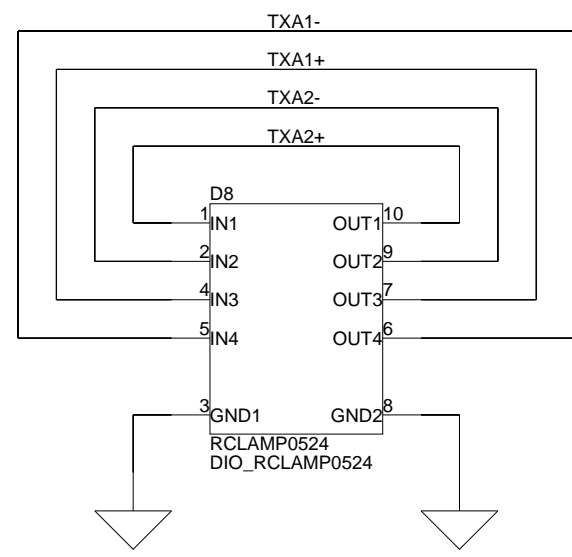 TXA1-
TXA1+
TXA2-
TXA2+
D8
1 IN1 OUT1 10
2 IN2 OUT2 9
4 IN3 OUT3 7
5 IN4 OUT4 6
3 GND1 GND2 8
RCLAMP0524
DIO_RCLAMP0524